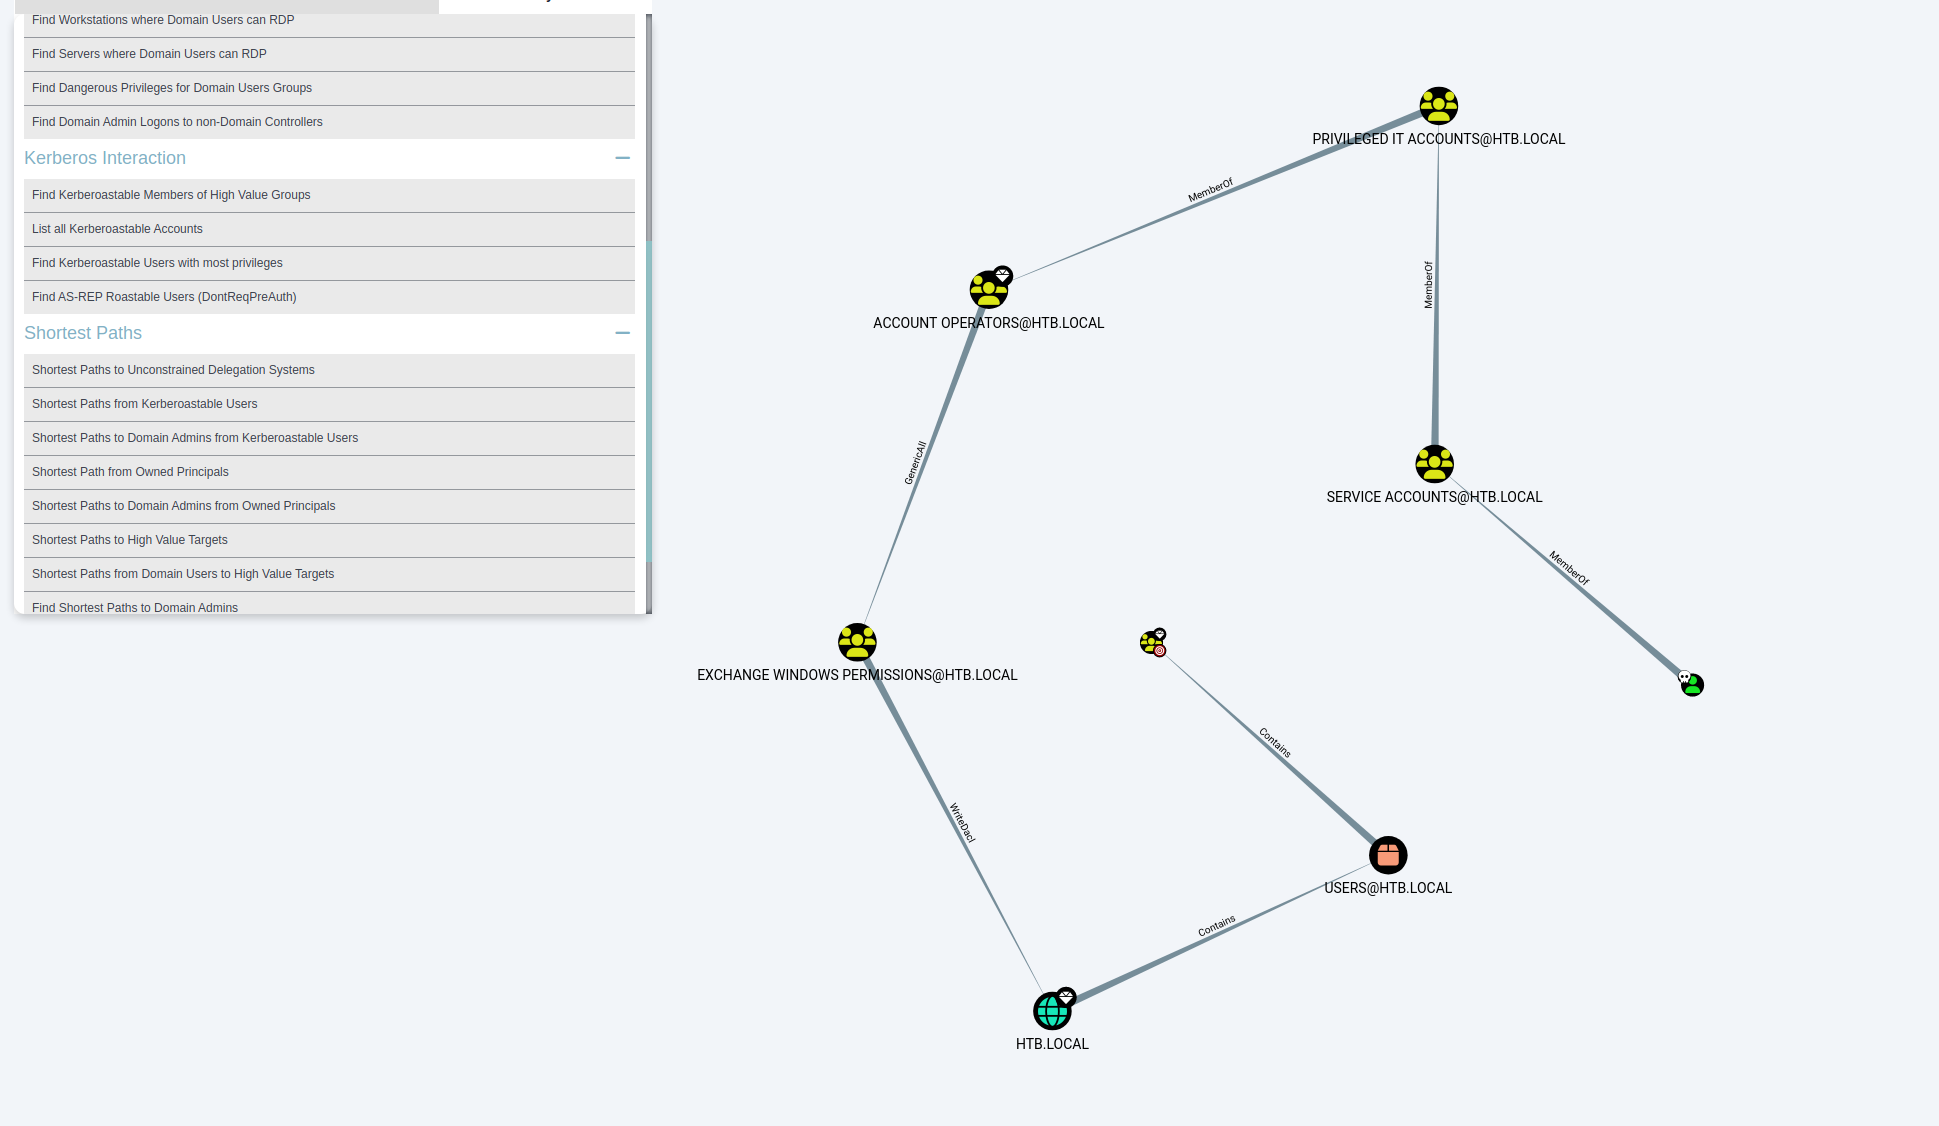 Find Workstations where Domain Users can RDP
Find Servers where Domain Users can RDP
Find Dangerous Privileges for Domain Users Groups
Find Domain Admin Logons to non-Domain Controllers
Kerberos Interaction
Find Kerberoastable Members of High Value Groups
List all Kerberoastable Accounts
Find Kerberoastable Users with most privileges
Find AS-REP Roastable Users (DontReqPreAuth)
Shortest Paths
Shortest Paths to Unconstrained Delegation Systems
Shortest Paths from Kerberoastable Users
Shortest Paths to Domain Admins from Kerberoastable Users
Shortest Path from Owned Principals
Shortest Paths to Domain Admins from Owned Principals
Shortest Paths to High Value Targets
Shortest Paths from Domain Users to High Value Targets
Find Shortest Paths to Domain Admins
PRIVILEGED IT ACCOUNTS@HTB.LOCAL
MemberOf
MemberOf
ACCOUNT OPERATORS@HTB.LOCAL
GenericAll
SERVICE ACCOUNTS@HTB.LOCAL
MemberOf
EXCHANGE WINDOWS PERMISSIONS@HTB.LOCAL
Contains
WriteDacl
USERS@HTB.LOCAL
Contains
HTB.LOCAL